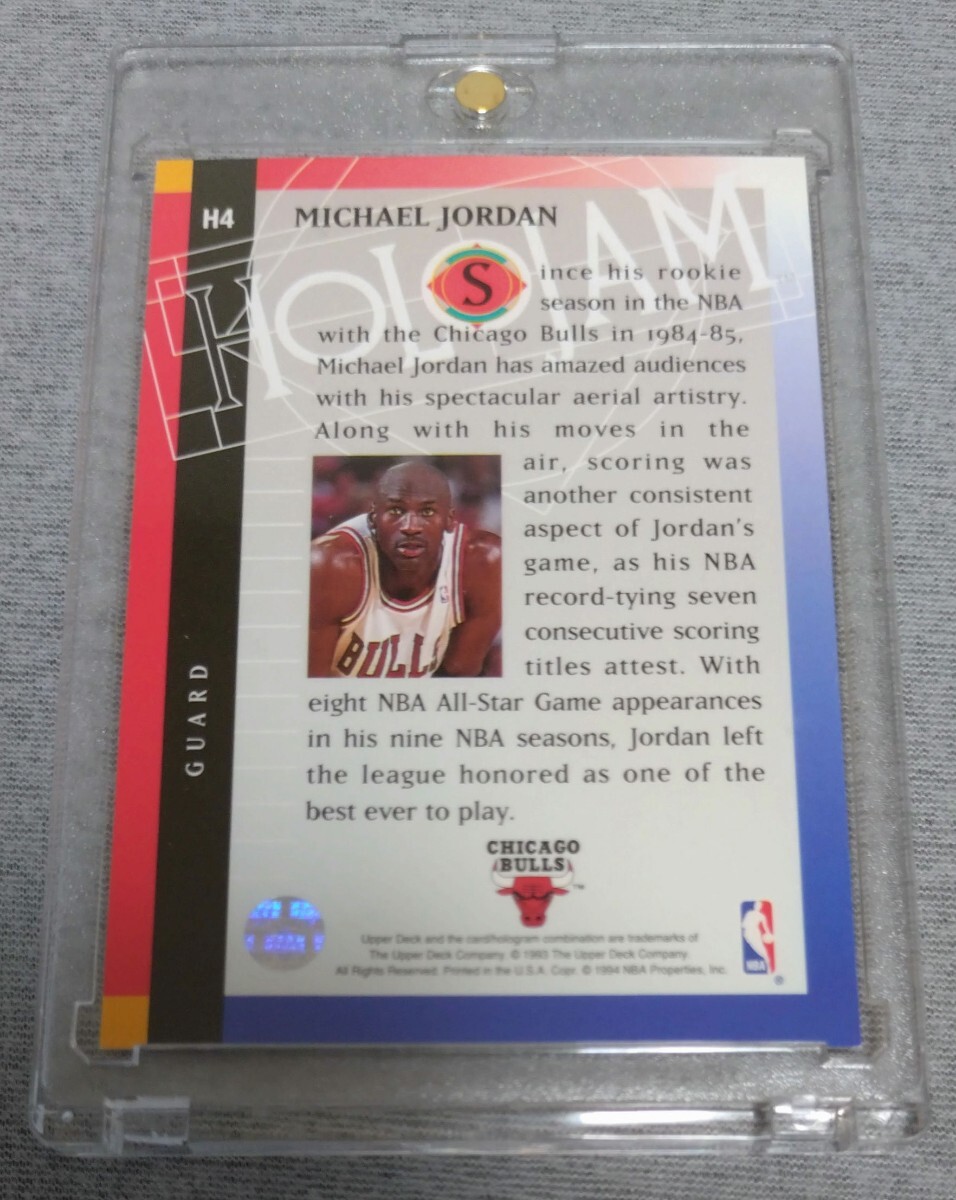 H4
MICHAEL JORDAN
HOLOJAM
Since his rookie
season in the NBA
with the Chicago Bulls in 1984-85,
Michael Jordan has amazed audiences
with his spectacular aerial artistry.
Along with his moves in the
air, scoring was
another consistent
aspect of Jordan's
game, as his NBA
record-tying seven
consecutive scoring
titles attest. With
eight NBA All-Star Game appearances
in his nine NBA seasons, Jordan left
the league honored as one of the
best ever to play.
BULLS
GUARD
CHICAGO
BULLS™
Upper Deck and the card/hologram combination are trademarks of
The Upper Deck Company. © 1993 The Upper Deck Company.
All Rights Reserved. Printed in the U.S.A. Copr. © 1994 NBA Properties, Inc.
NBA
®